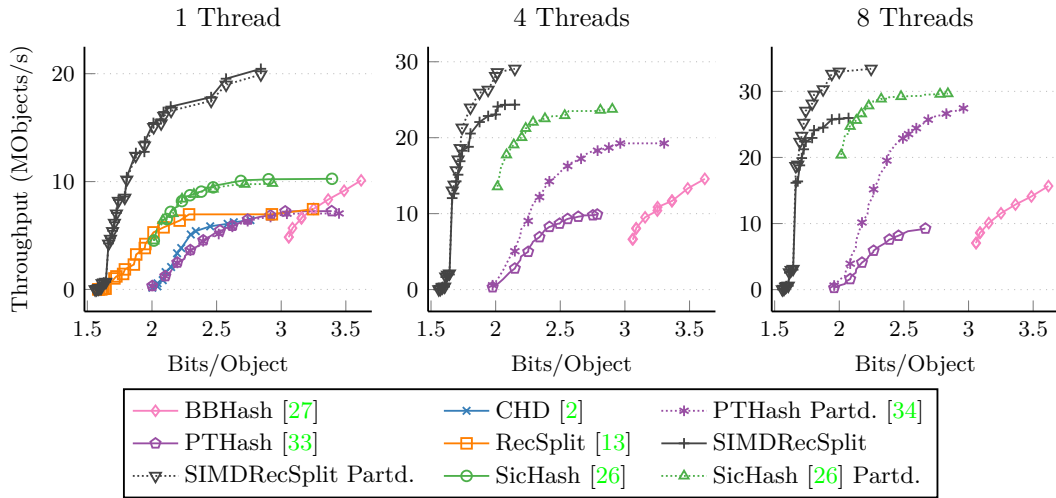 1 Thread
4 Threads
8 Threads
Throughput (MObjects/s)
20
10
0
1.5 2 2.5 3 3.5
Bits/Object
30
20
10
0
1.5 2 2.5 3 3.5
Bits/Object
30
20
10
0
1.5 2 2.5 3 3.5
Bits/Object
BBHash [27]
CHD [2]
PTHash Partd. [34]
PTHash [33]
RecSplit [13]
SIMDRecSplit
SIMDRecSplit Partd.
SicHash [26]
SicHash [26] Partd.